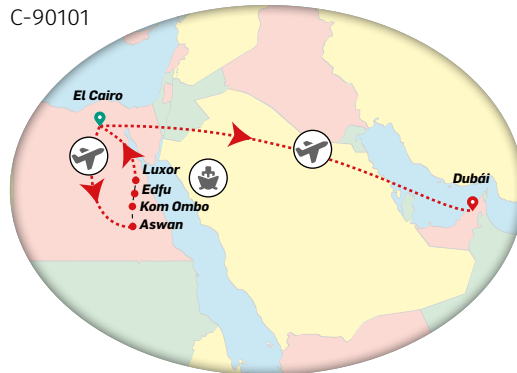 C-90101
El Cairo
Luxor
Edfu
Kom Ombo
Aswan
Dubái